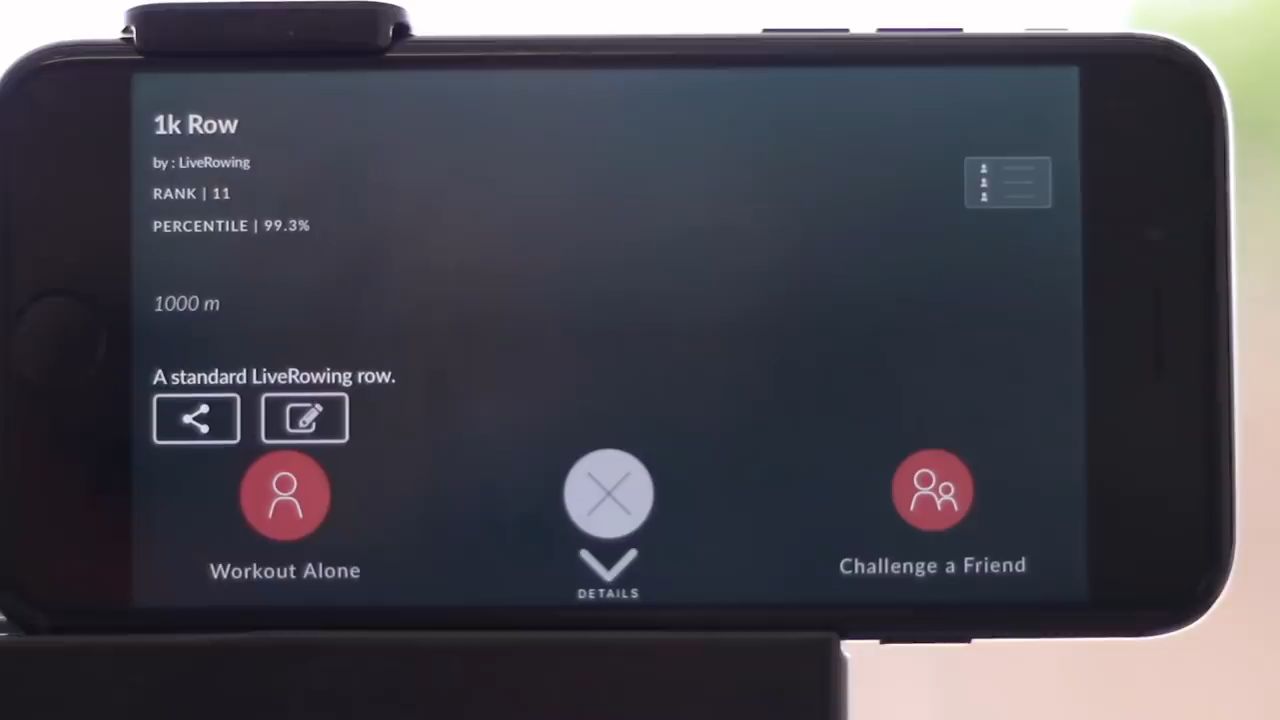 1k Row
by : LiveRowing
RANK | 11
PERCENTILE | 99.3%
1000 m
A standard LiveRowing row.
Workout Alone
DETAILS
Challenge a Friend